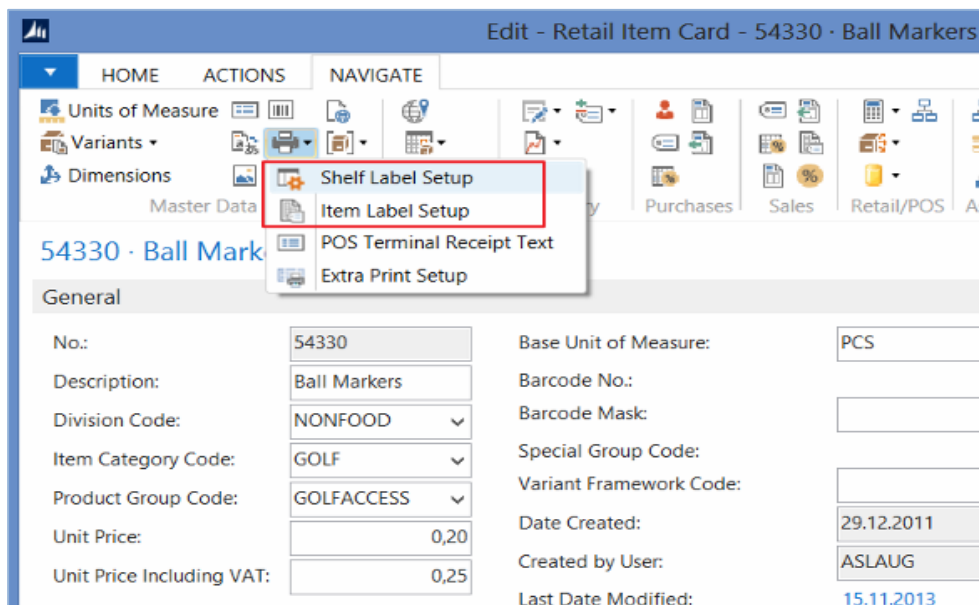 Edit - Retail Item Card - 54330 · Ball Markers
HOME ACTIONS NAVIGATE
Units of Measure
Variants
Dimensions
Shelf Label Setup
Item Label Setup
POS Terminal Receipt Text
Extra Print Setup
Master Data Purchases Sales Retail/POS
54330 · Ball
General
No.: 54330 Base Unit of Measure: PCS
Description: Ball Markers Barcode No.:
Division Code: NONFOOD Barcode Mask:
Item Category Code: GOLF Special Group Code:
Product Group Code: GOLFACCESS Variant Framework Code:
Unit Price: 0,20 Date Created: 29.12.2011
Unit Price Including VAT: 0,25 Created by User: ASLAUG
Last Date Modified: 15.11.2013